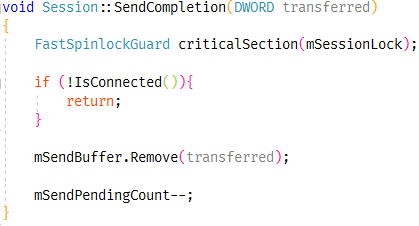 void Session::SendCompletion(DWORD transferred)
{
    FastSpinlockGuard criticalSection(mSessionLock);

    if (!IsConnected()){
        return;
    }

    mSendBuffer.Remove(transferred);

    mSendPendingCount--;
}